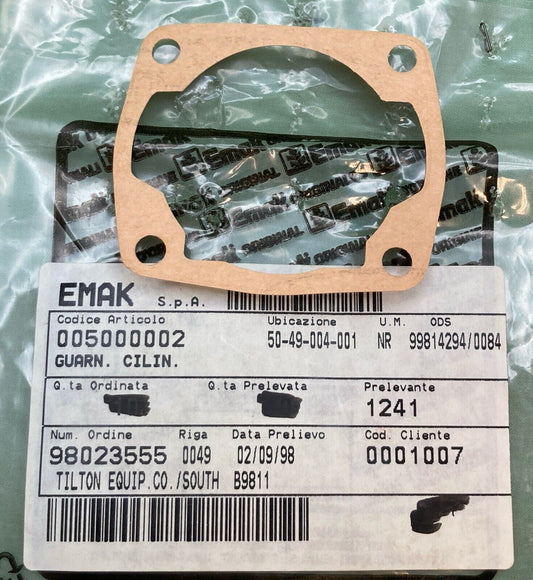 Emak
ORIGINAL
EMAK S.p.A.
Codice Articolo Ubicazione U.M. ODS
005000002 50-49-004-001 NR 99814294/0084
GUARN. CILIN.
Q.ta Ordinata Q.ta Prelevata Prelevante
1241
Num. Ordine Riga Data Prelievo Cod. Cliente
98023555 0049 02/09/98 0001007
TILTON EQUIP.CO./SOUTH B9811